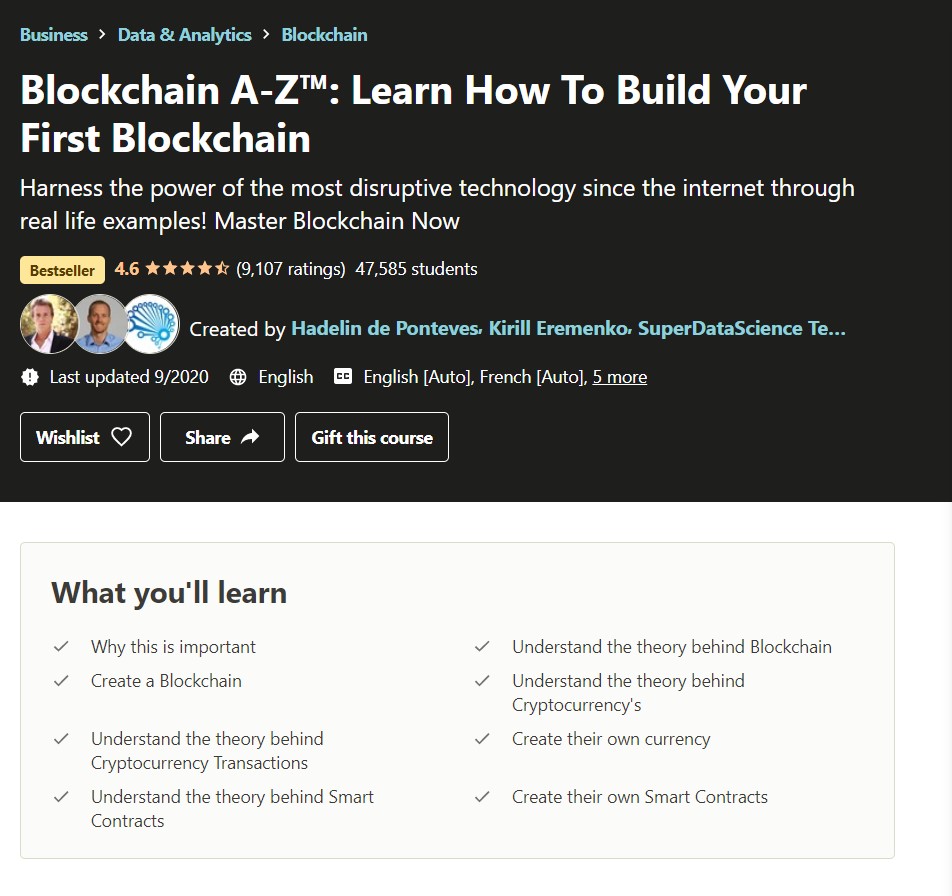 Business > Data & Analytics > Blockchain
Blockchain A-Z™: Learn How To Build Your
First Blockchain
Harness the power of the most disruptive technology since the internet through
real life examples! Master Blockchain Now
Bestseller 4.6 (9,107 ratings) 47,585 students
Created by Hadelin de Ponteves, Kirill Eremenko, SuperDataScience Te...
Last updated 9/2020 English CC English [Auto], French [Auto], 5 more
Wishlist Share Gift this course
What you'll learn
Why this is important
Understand the theory behind Blockchain
Create a Blockchain
Understand the theory behind
Cryptocurrency's
Understand the theory behind
Cryptocurrency Transactions
Create their own currency
Understand the theory behind Smart
Contracts
Create their own Smart Contracts